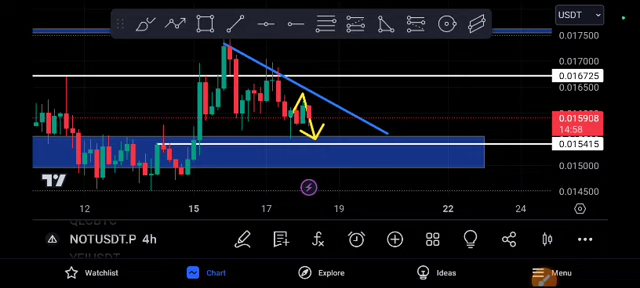 USDT
0.017500
0.017000
0.016725
0.016500
0.015908
14:58
0.015415
0.015000
0.014500
12
15
17
19
22
24
NOTUSDT.P 4h
Watchlist
Chart
Explore
Ideas
Menu